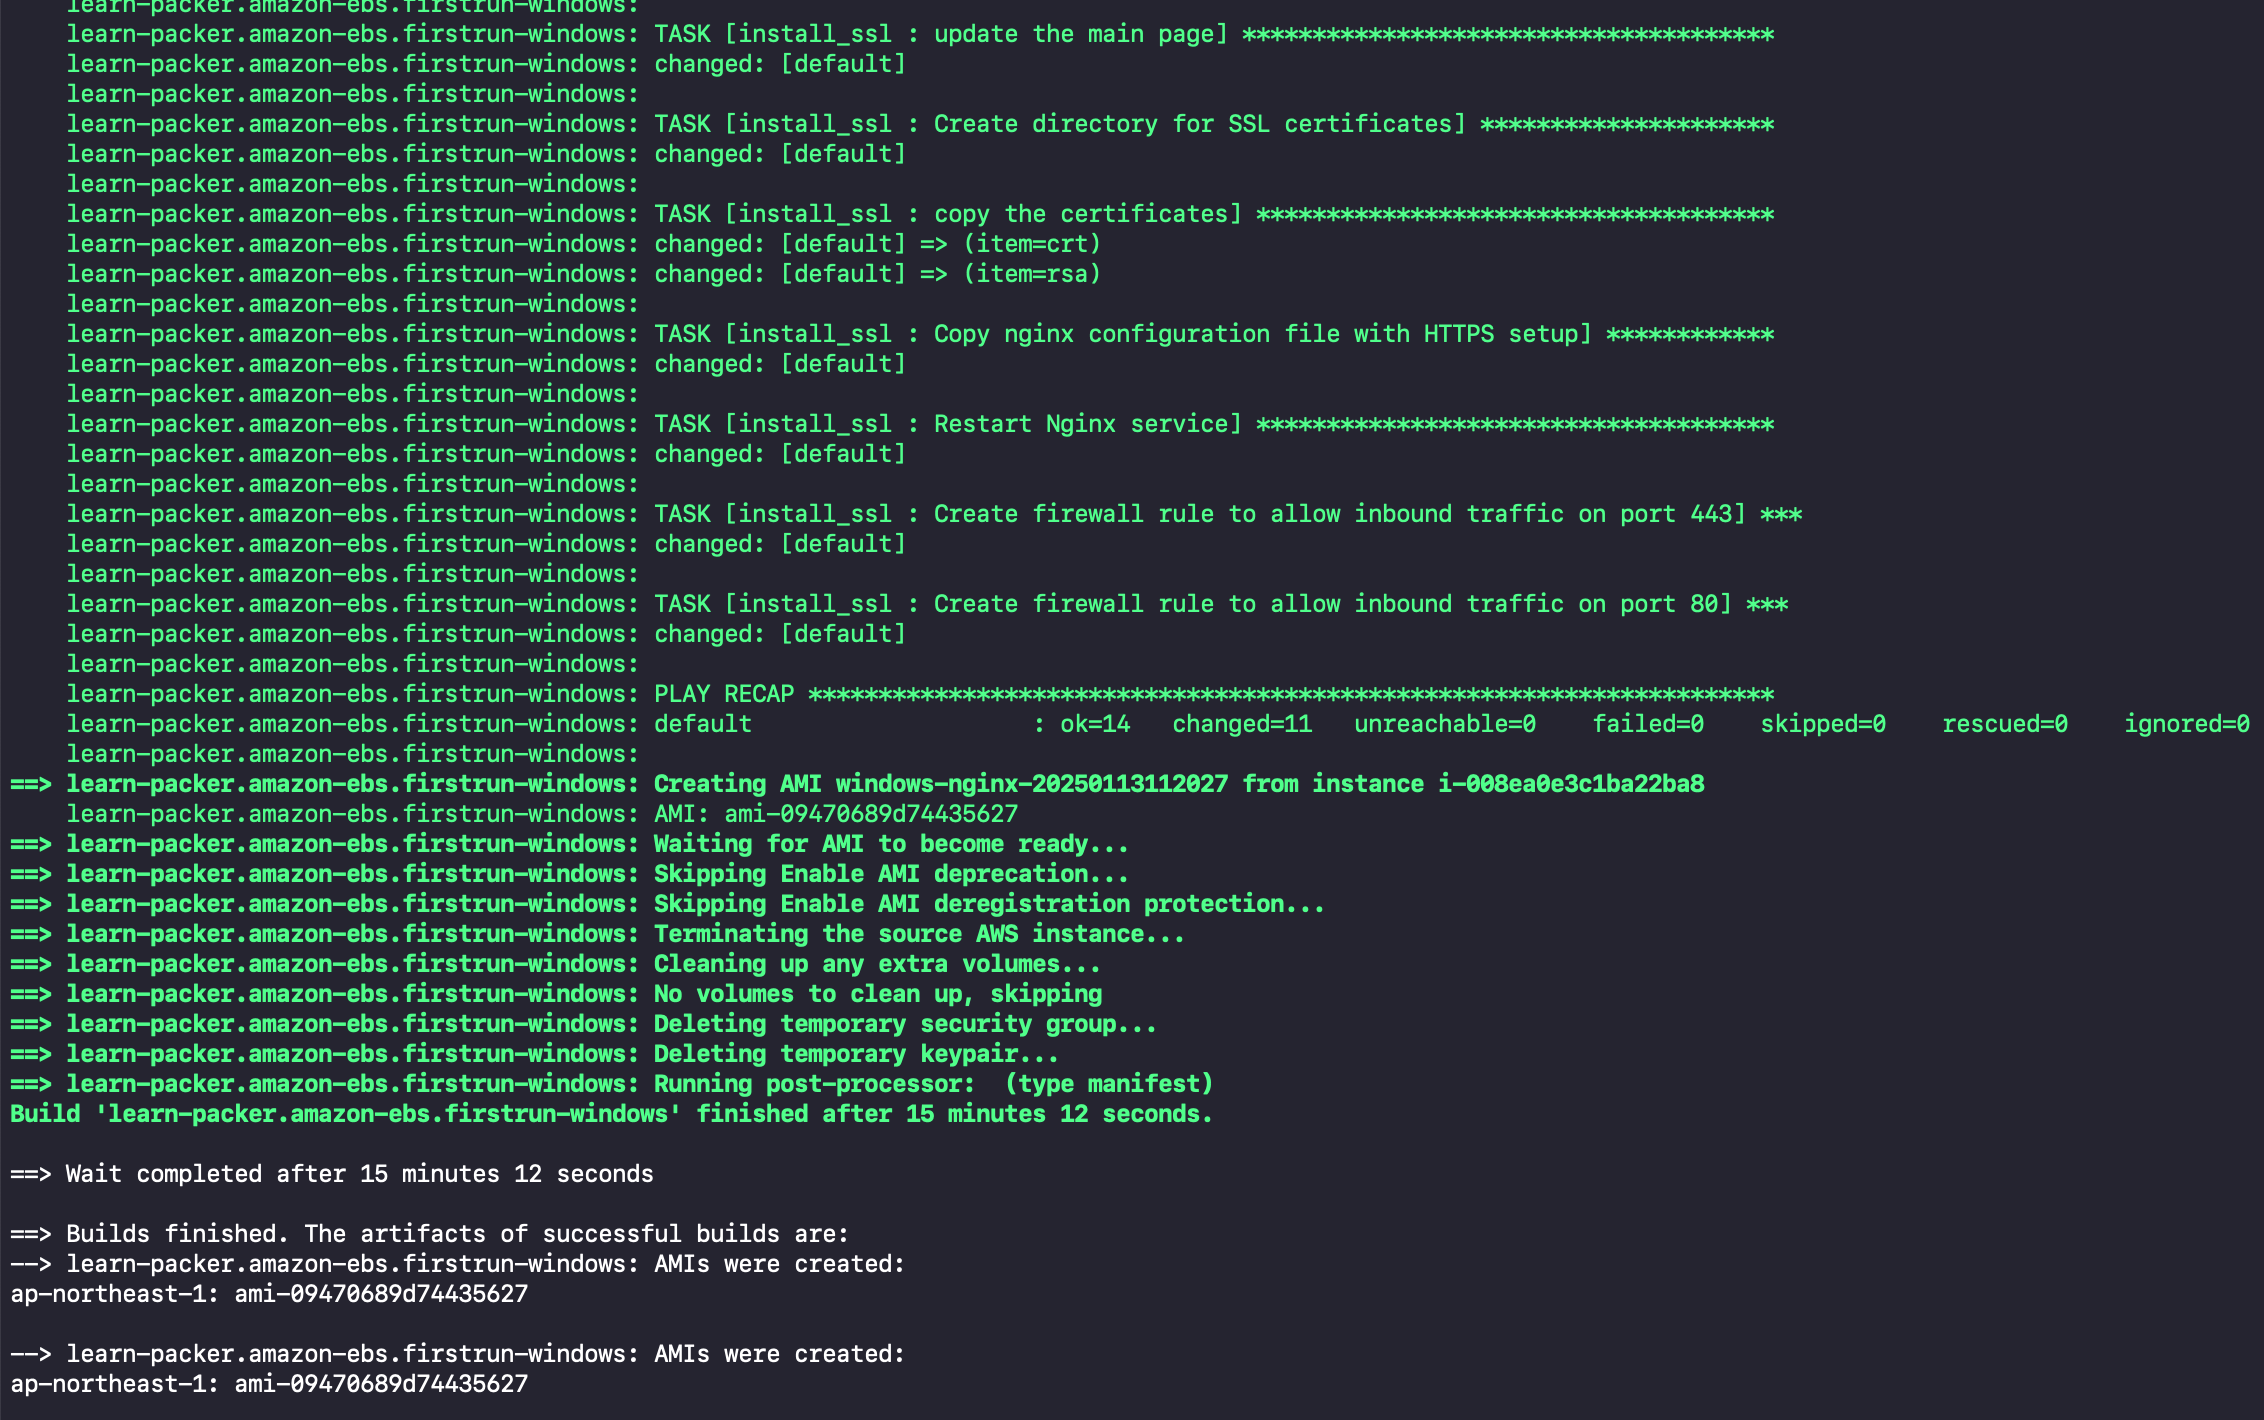 learn-packer.amazon-ebs.firstrun-windows:
learn-packer.amazon-ebs.firstrun-windows: TASK [install_ssl : update the main page] **************************************
learn-packer.amazon-ebs.firstrun-windows: changed: [default]
learn-packer.amazon-ebs.firstrun-windows:
learn-packer.amazon-ebs.firstrun-windows: TASK [install_ssl : Create directory for SSL certificates] *********************
learn-packer.amazon-ebs.firstrun-windows: changed: [default]
learn-packer.amazon-ebs.firstrun-windows:
learn-packer.amazon-ebs.firstrun-windows: TASK [install_ssl : copy the certificates] *************************************
learn-packer.amazon-ebs.firstrun-windows: changed: [default] => (item=crt)
learn-packer.amazon-ebs.firstrun-windows: changed: [default] => (item=rsa)
learn-packer.amazon-ebs.firstrun-windows:
learn-packer.amazon-ebs.firstrun-windows: TASK [install_ssl : Copy nginx configuration file with HTTPS setup] ************
learn-packer.amazon-ebs.firstrun-windows: changed: [default]
learn-packer.amazon-ebs.firstrun-windows:
learn-packer.amazon-ebs.firstrun-windows: TASK [install_ssl : Restart Nginx service] *************************************
learn-packer.amazon-ebs.firstrun-windows: changed: [default]
learn-packer.amazon-ebs.firstrun-windows:
learn-packer.amazon-ebs.firstrun-windows: TASK [install_ssl : Create firewall rule to allow inbound traffic on port 443] ***
learn-packer.amazon-ebs.firstrun-windows: changed: [default]
learn-packer.amazon-ebs.firstrun-windows:
learn-packer.amazon-ebs.firstrun-windows: TASK [install_ssl : Create firewall rule to allow inbound traffic on port 80] ***
learn-packer.amazon-ebs.firstrun-windows: changed: [default]
learn-packer.amazon-ebs.firstrun-windows:
learn-packer.amazon-ebs.firstrun-windows: PLAY RECAP *********************************************************************
learn-packer.amazon-ebs.firstrun-windows: default                    : ok=14   changed=11   unreachable=0    failed=0    skipped=0    rescued=0    ignored=0
learn-packer.amazon-ebs.firstrun-windows:
==> learn-packer.amazon-ebs.firstrun-windows: Creating AMI windows-nginx-20250113112027 from instance i-008ea0e3c1ba22ba8
learn-packer.amazon-ebs.firstrun-windows: AMI: ami-09470689d74435627
==> learn-packer.amazon-ebs.firstrun-windows: Waiting for AMI to become ready...
==> learn-packer.amazon-ebs.firstrun-windows: Skipping Enable AMI deprecation...
==> learn-packer.amazon-ebs.firstrun-windows: Skipping Enable AMI deregistration protection...
==> learn-packer.amazon-ebs.firstrun-windows: Terminating the source AWS instance...
==> learn-packer.amazon-ebs.firstrun-windows: Cleaning up any extra volumes...
==> learn-packer.amazon-ebs.firstrun-windows: No volumes to clean up, skipping
==> learn-packer.amazon-ebs.firstrun-windows: Deleting temporary security group...
==> learn-packer.amazon-ebs.firstrun-windows: Deleting temporary keypair...
==> learn-packer.amazon-ebs.firstrun-windows: Running post-processor:  (type manifest)
Build 'learn-packer.amazon-ebs.firstrun-windows' finished after 15 minutes 12 seconds.
==> Wait completed after 15 minutes 12 seconds
==> Builds finished. The artifacts of successful builds are:
--> learn-packer.amazon-ebs.firstrun-windows: AMIs were created:
ap-northeast-1: ami-09470689d74435627
--> learn-packer.amazon-ebs.firstrun-windows: AMIs were created:
ap-northeast-1: ami-09470689d74435627